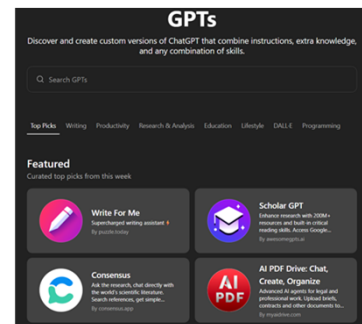 GPTs
Discover and create custom versions of ChatGPT that combine instructions, extra knowledge,
and any combination of skills.
Search GPTs
Top Picks Writing Productivity Research & Analysis Education Lifestyle DALL·E Programming
Featured
Curated top picks from this week
Write For Me
Supercharged writing assistant
By puzzle.today
Scholar GPT
Enhance research with 200M+
resources and built-in critical
reading skills. Access Google...
By awesomegpts.ai
Consensus
Ask the research, chat directly with
the world's scientific literature.
Search references, get simple...
By consensus.app
AI
PDF
AI PDF Drive: Chat,
Create, Organize
Advanced AI agents for legal and
professional work. Upload briefs,
contracts and other documents to...
By myaidrive.com